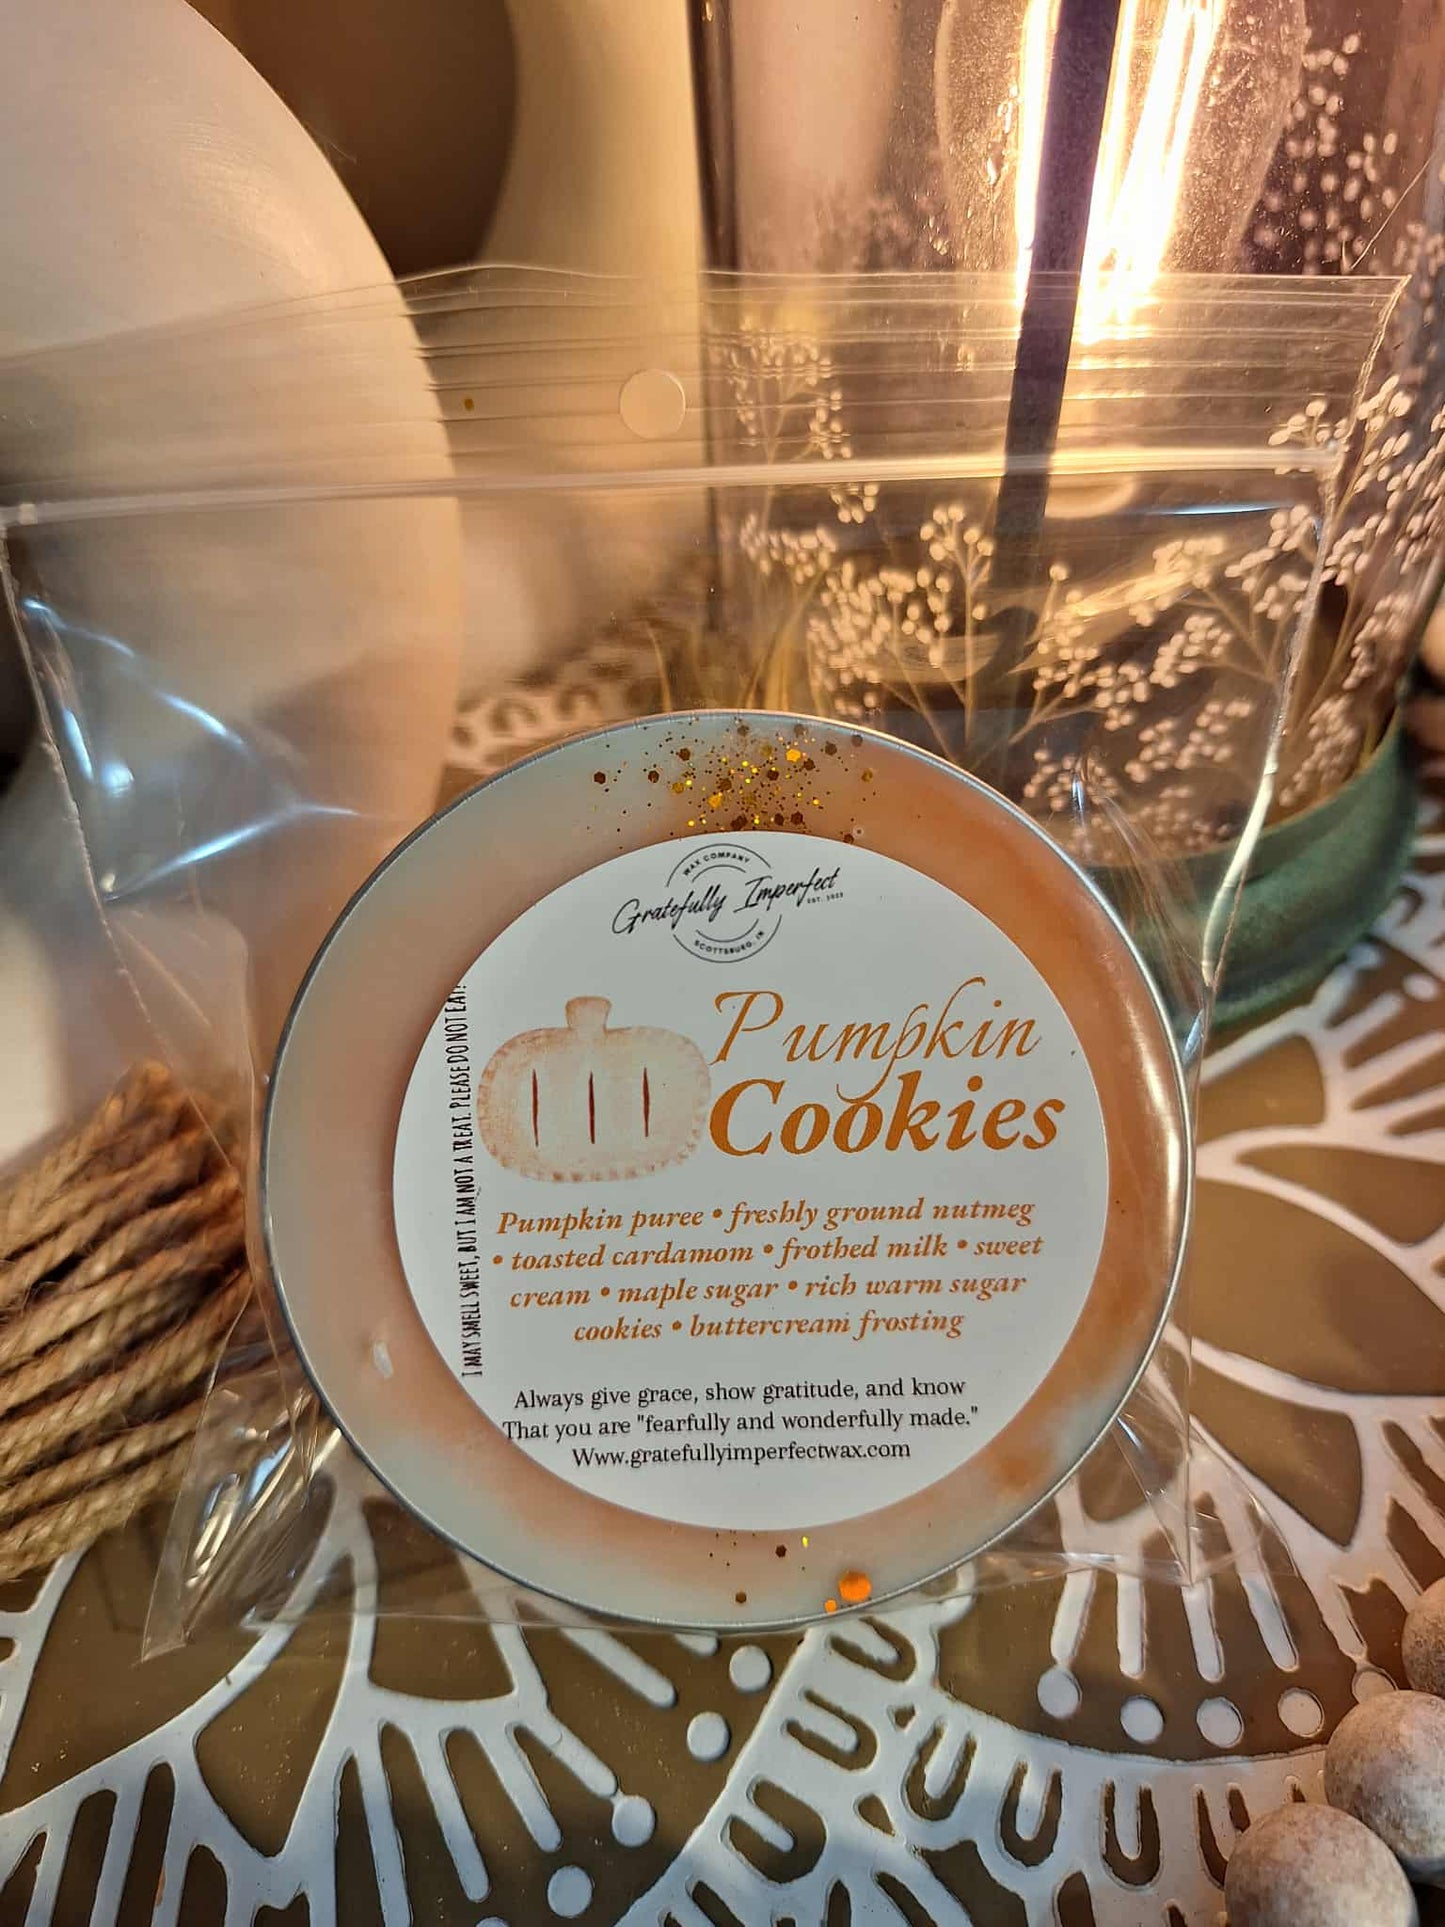 WAX COMPANY
Gratefully Imperfect
EST. 2022
SCOTTSBURG, IN
Pumpkin
Cookies
I MAY SMELL SWEET, BUT I AM NOT A TREAT. PLEASE DO NOT EAT!
Pumpkin puree • freshly ground nutmeg
• toasted cardamom • frothed milk • sweet
cream • maple sugar • rich warm sugar
cookies • buttercream frosting
Always give grace, show gratitude, and know
That you are "fearfully and wonderfully made."
Www.gratefullyimperfectwax.com